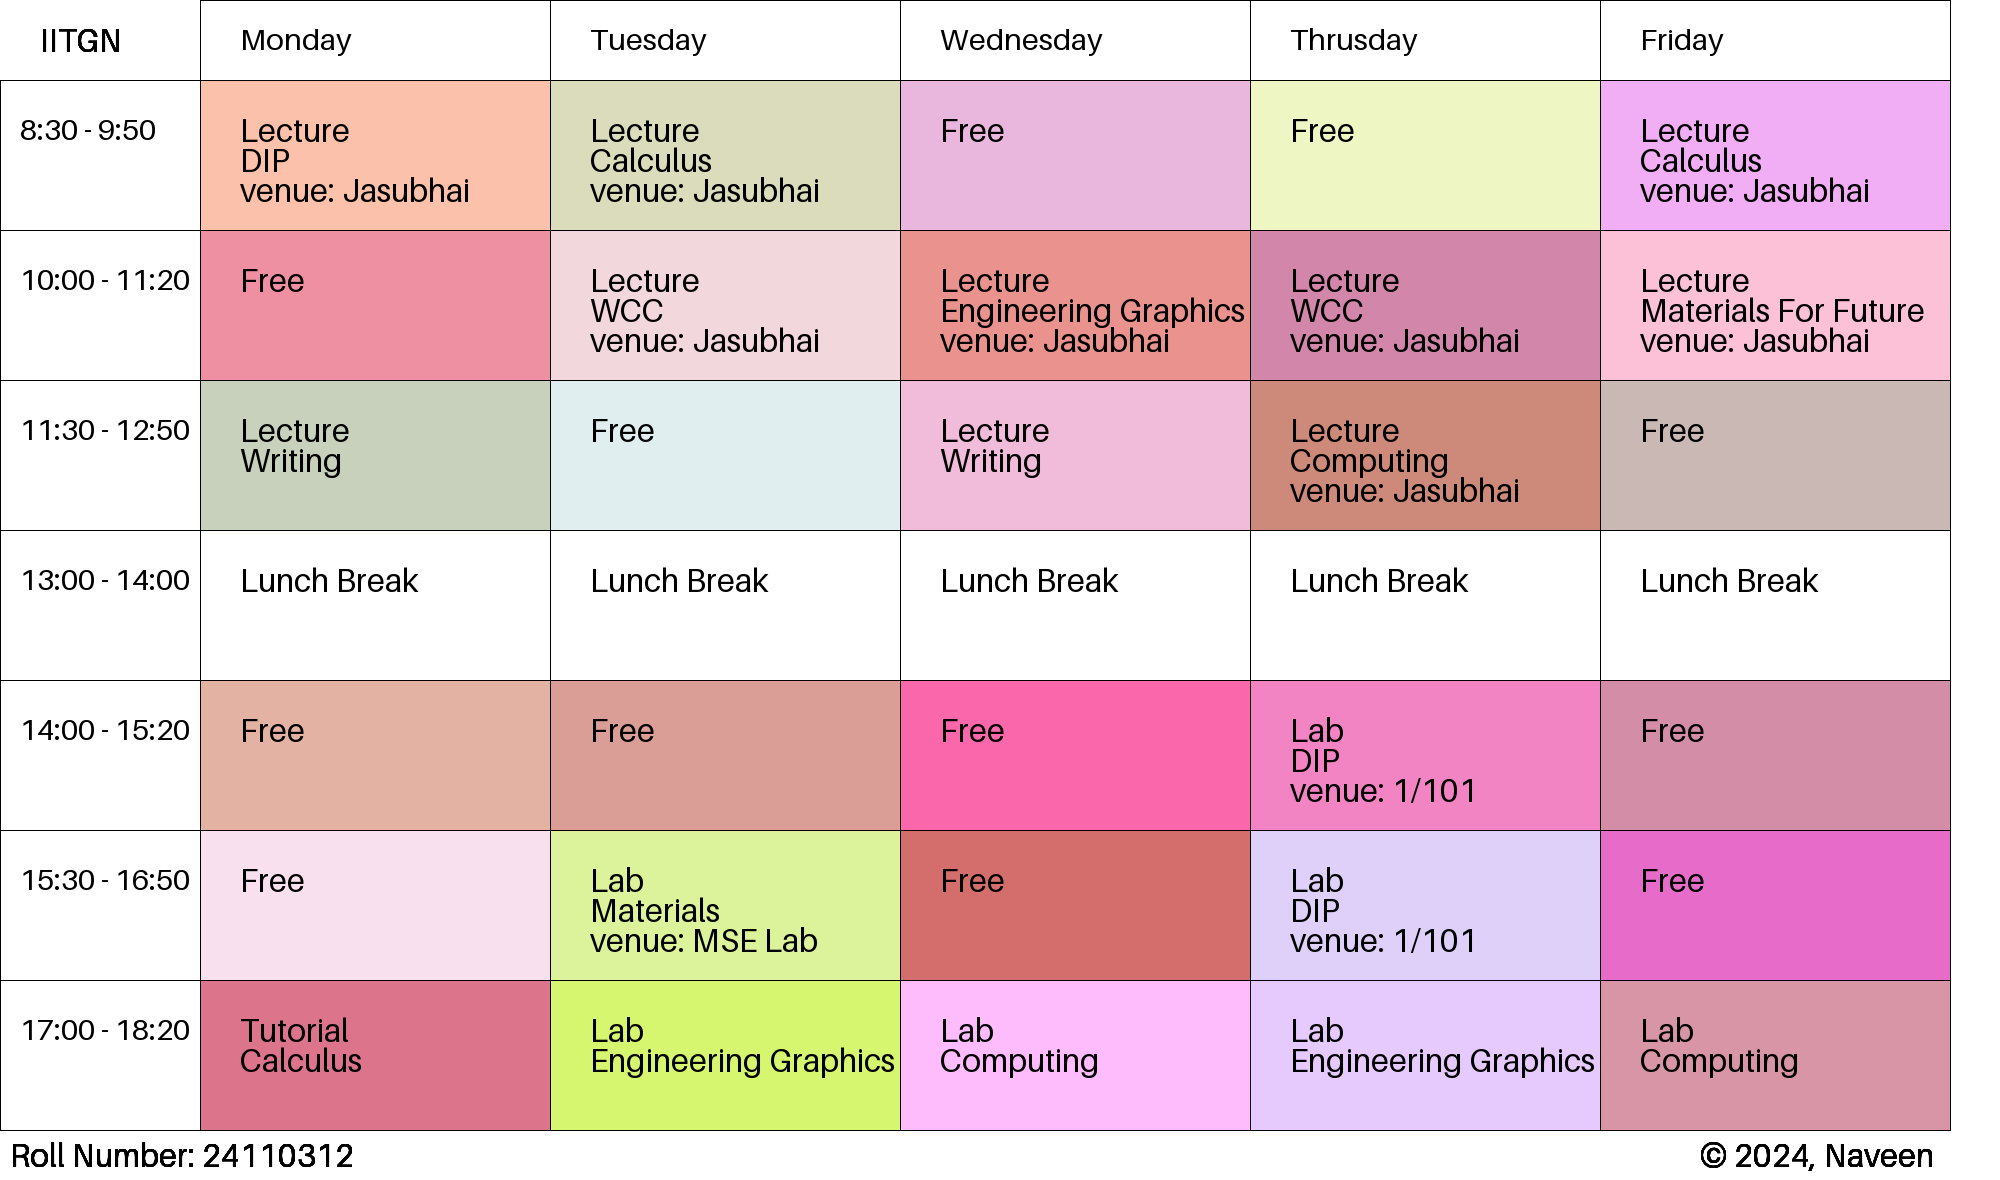 IITGN Monday Tuesday Wednesday Thrusday Friday
8:30 - 9:50
Lecture
DIP
venue: Jasubhai
Lecture
Calculus
venue: Jasubhai
Free
Free
Lecture
Calculus
venue: Jasubhai
10:00 - 11:20
Free
Lecture
WCC
venue: Jasubhai
Lecture
Engineering Graphics
venue: Jasubhai
Lecture
WCC
venue: Jasubhai
Lecture
Materials For Future
venue: Jasubhai
11:30 - 12:50
Lecture
Writing
Free
Lecture
Writing
Lecture
Computing
venue: Jasubhai
Free
13:00 - 14:00
Lunch Break
Lunch Break
Lunch Break
Lunch Break
Lunch Break
14:00 - 15:20
Free
Free
Free
Lab
DIP
venue: 1/101
Free
15:30 - 16:50
Free
Lab
Materials
venue: MSE Lab
Free
Lab
DIP
venue: 1/101
Free
17:00 - 18:20
Tutorial
Calculus
Lab
Engineering Graphics
Lab
Computing
Lab
Engineering Graphics
Lab
Computing
Roll Number: 24110312
© 2024, Naveen